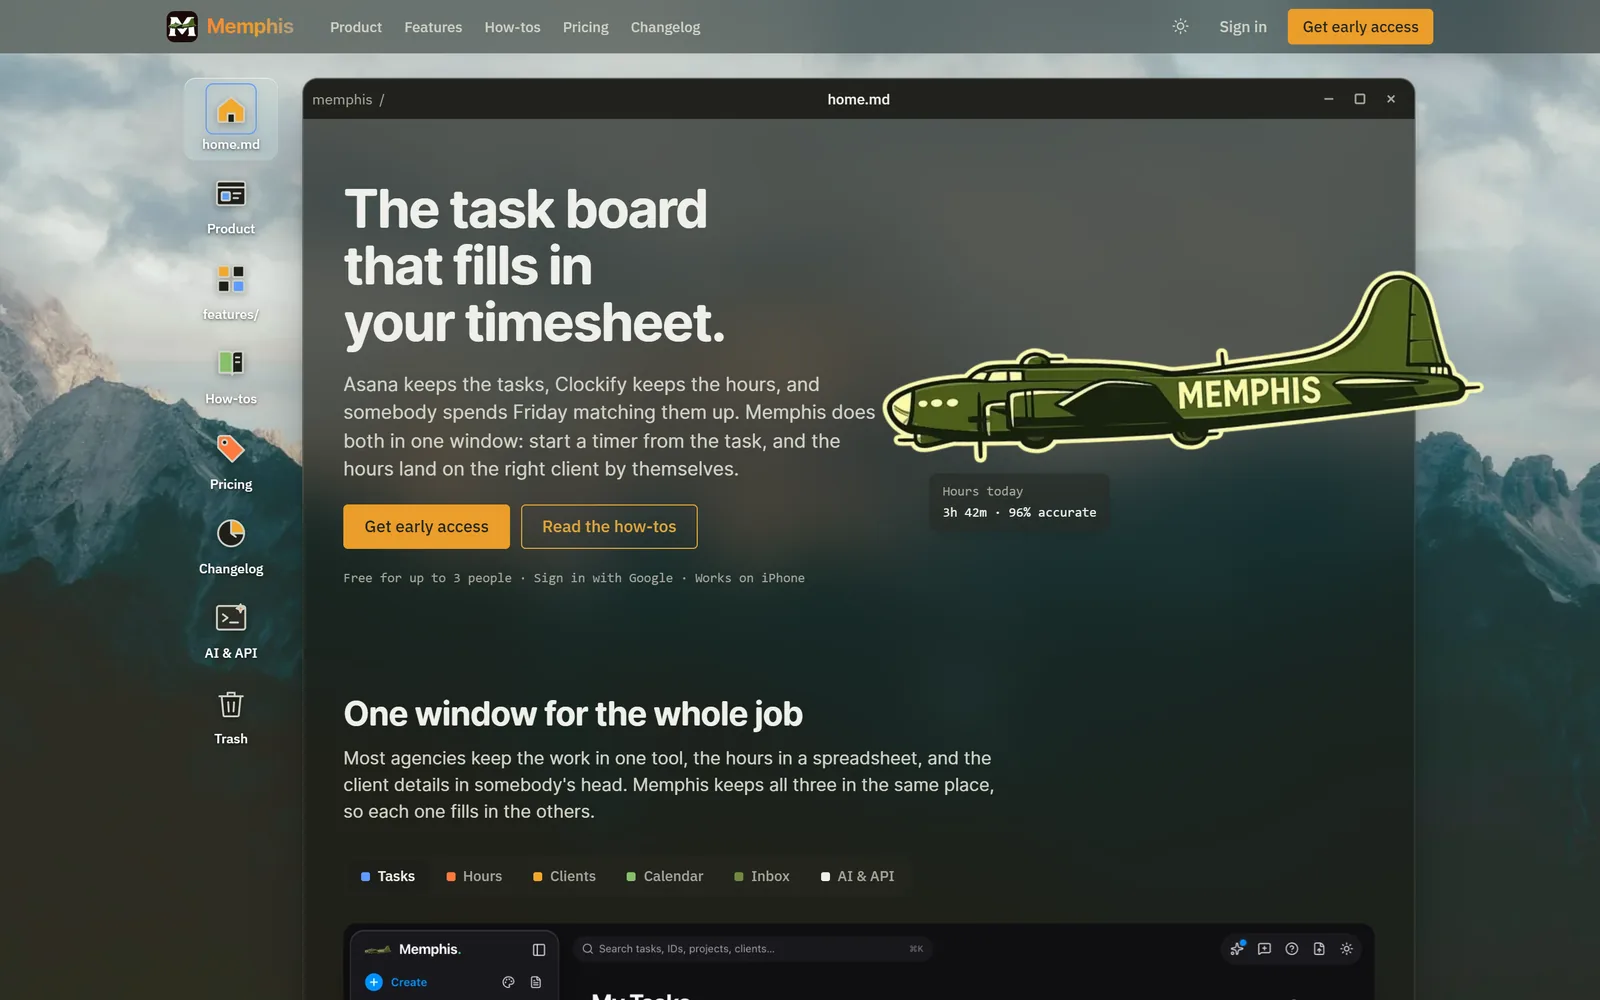 Memphis
Product
Features
How-tos
Pricing
Changelog
Sign in
Get early access
home.md
Product
features/
How-tos
Pricing
Changelog
AI & API
Trash
memphis /
home.md
The task board
that fills in
your timesheet.
Asana keeps the tasks, Clockify keeps the hours, and
somebody spends Friday matching them up. Memphis does
both in one window: start a timer from the task, and the
hours land on the right client by themselves.
Get early access
Read the how-tos
Free for up to 3 people · Sign in with Google · Works on iPhone
MEMPHIS
Hours today
3h 42m · 96% accurate
One window for the whole job
Most agencies keep the work in one tool, the hours in a spreadsheet, and the
client details in somebody's head. Memphis keeps all three in the same place,
so each one fills in the others.
Tasks
Hours
Clients
Calendar
Inbox
AI & API
Memphis.
Search tasks, IDs, projects, clients...
⌘K
Create
My Tasks